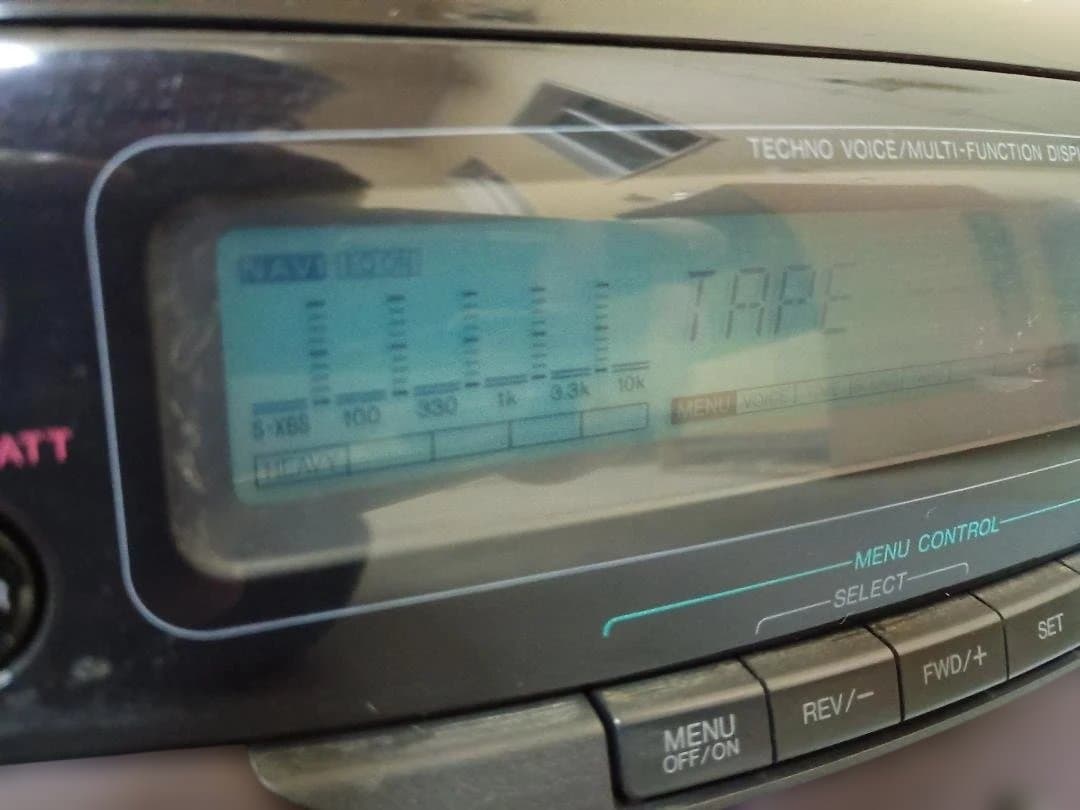 TECHNO VOICE/MULTI-FUNCTION
NAVI
TAPE
S-XBS 100 330 1k 3.3k 10k
MENU VOICE
HEAVY
ATT
MENU CONTROL
SELECT
MENU OFF/ON
REV/−
FWD/+
SET